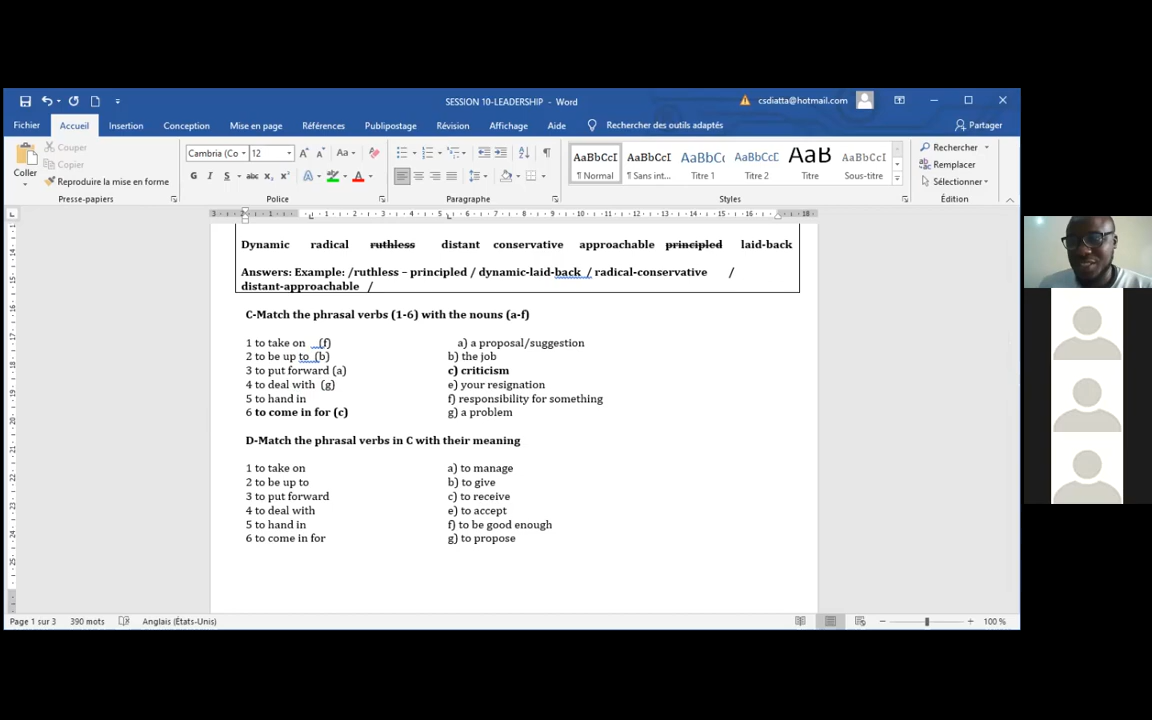 SESSION 10-LEADERSHIP - Word
csdiatta@hotmail.com
Fichier Accueil Insertion Conception Mise en page Références Publipostage Révision Affichage Aide Rechercher des outils adaptés Partager
Coller
Couper
Copier
Reproduire la mise en forme
Presse-papiers
Cambria (Co 12
G I S abc x₂ x²
Police
Paragraphe
AaBbCcI AaBbCcI AaBbCc AaBbCcC AaB AaBbCcC
¶ Normal ¶ Sans int... Titre 1 Titre 2 Titre Sous-titre
Styles
Rechercher
Remplacer
Sélectionner
Édition
Dynamic radical ruthless distant conservative approachable principled laid-back
Answers: Example: /ruthless – principled / dynamic-laid-back / radical-conservative /
distant-approachable /
C-Match the phrasal verbs (1-6) with the nouns (a-f)
1 to take on (f) a) a proposal/suggestion
2 to be up to (b) b) the job
3 to put forward (a) c) criticism
4 to deal with (g) e) your resignation
5 to hand in f) responsibility for something
6 to come in for (c) g) a problem
D-Match the phrasal verbs in C with their meaning
1 to take on a) to manage
2 to be up to b) to give
3 to put forward c) to receive
4 to deal with e) to accept
5 to hand in f) to be good enough
6 to come in for g) to propose
Page 1 sur 3 390 mots Anglais (États-Unis) 100 %